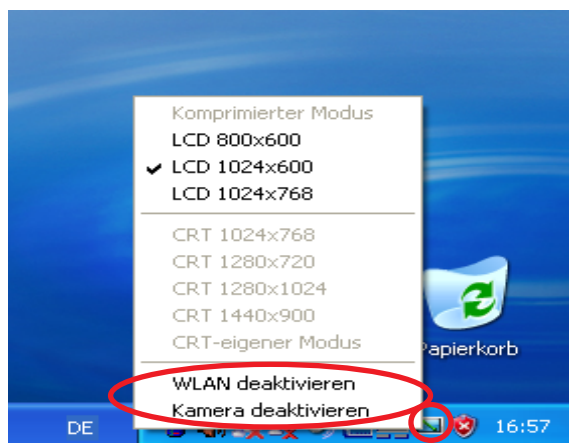 Komprimierter Modus
LCD 800x600
LCD 1024x600
LCD 1024x768
CRT 1024x768
CRT 1280x720
CRT 1280x1024
CRT 1440x900
CRT-eigener Modus
WLAN deaktivieren
Kamera deaktivieren
Papierkorb
DE
16:57